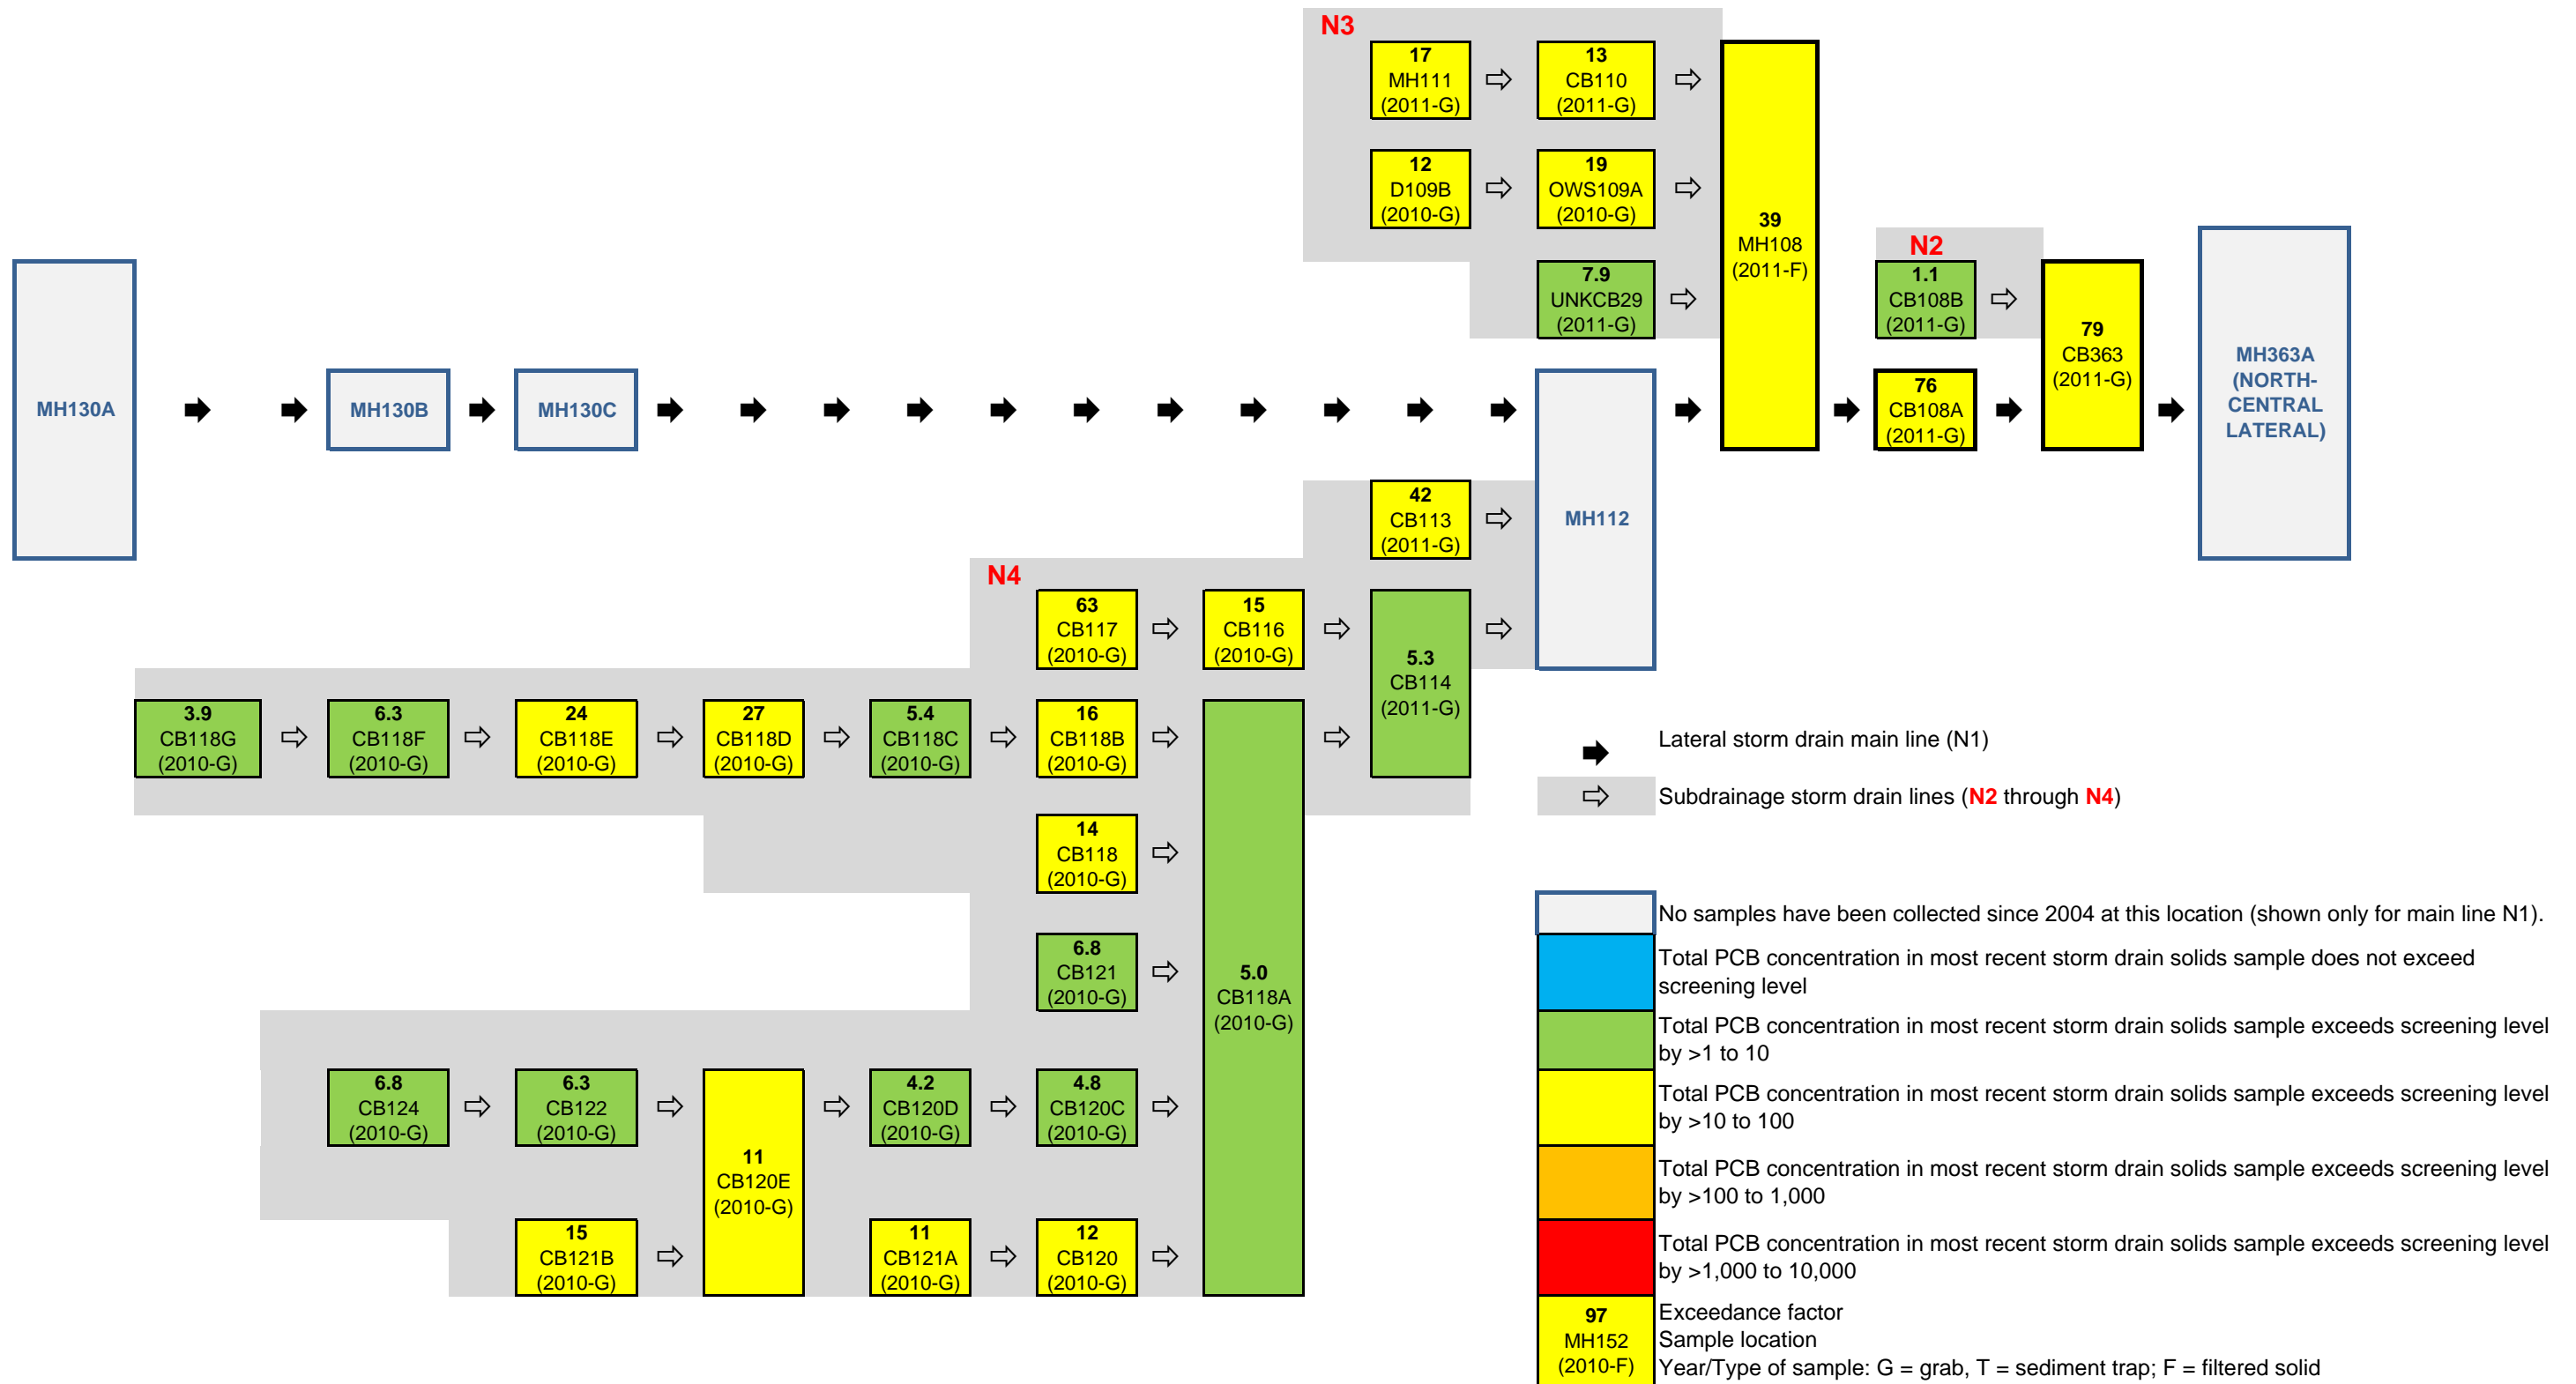 N3
17
MH111
(2011-G)
13
CB110
(2011-G)
12
D109B
(2010-G)
19
OWS109A
(2010-G)
7.9
UNKCB29
(2011-G)
39
MH108
(2011-F)
N2
1.1
CB108B
(2011-G)
76
CB108A
(2011-G)
79
CB363
(2011-G)
MH363A
(NORTH-
CENTRAL
LATERAL)
MH130A
MH130B
MH130C
MH112
42
CB113
(2011-G)
N4
63
CB117
(2010-G)
15
CB116
(2010-G)
5.3
CB114
(2011-G)
3.9
CB118G
(2010-G)
6.3
CB118F
(2010-G)
24
CB118E
(2010-G)
27
CB118D
(2010-G)
5.4
CB118C
(2010-G)
16
CB118B
(2010-G)
14
CB118
(2010-G)
6.8
CB121
(2010-G)
5.0
CB118A
(2010-G)
6.8
CB124
(2010-G)
6.3
CB122
(2010-G)
11
CB120E
(2010-G)
4.2
CB120D
(2010-G)
4.8
CB120C
(2010-G)
15
CB121B
(2010-G)
11
CB121A
(2010-G)
12
CB120
(2010-G)
Lateral storm drain main line (N1)
Subdrainage storm drain lines (N2 through N4)
No samples have been collected since 2004 at this location (shown only for main line N1).
Total PCB concentration in most recent storm drain solids sample does not exceed
screening level
Total PCB concentration in most recent storm drain solids sample exceeds screening level
by >1 to 10
Total PCB concentration in most recent storm drain solids sample exceeds screening level
by >10 to 100
Total PCB concentration in most recent storm drain solids sample exceeds screening level
by >100 to 1,000
Total PCB concentration in most recent storm drain solids sample exceeds screening level
by >1,000 to 10,000
97
MH152
(2010-F)
Exceedance factor
Sample location
Year/Type of sample: G = grab, T = sediment trap; F = filtered solid